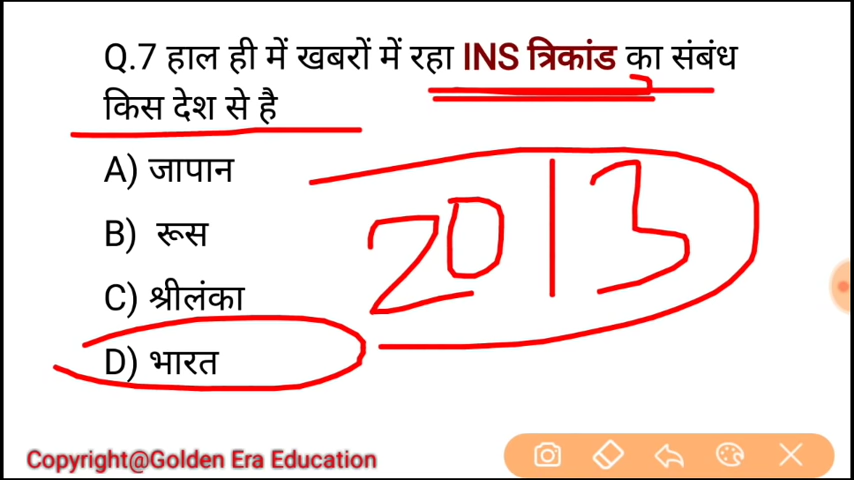 Q.7 हाल ही में खबरों में रहा INS त्रिकांड का संबंध
किस देश से है
A) जापान
B) रूस
C) श्रीलंका
D) भारत
2013
Copyright@Golden Era Education